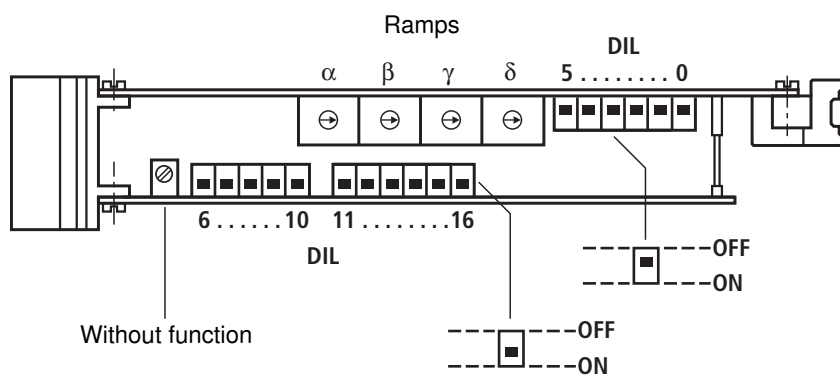 Ramps
DIL
α β γ δ 5 . . . . . . . . 0
6 . . . . . . 10 11 . . . . . . . . 16
DIL
OFF
ON
Without function
OFF
ON